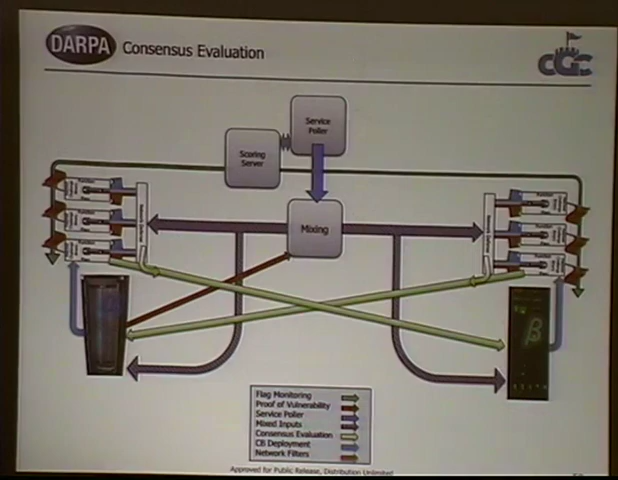 DARPA
Consensus Evaluation
CGC
Service
Poller
Scoring
Server
Mixing
β
Flag Monitoring
Proof of Vulnerability
Service Poller
Mixed Inputs
Consensus Evaluation
CB Deployment
Network Filters
Approved for Public Release, Distribution Unlimited